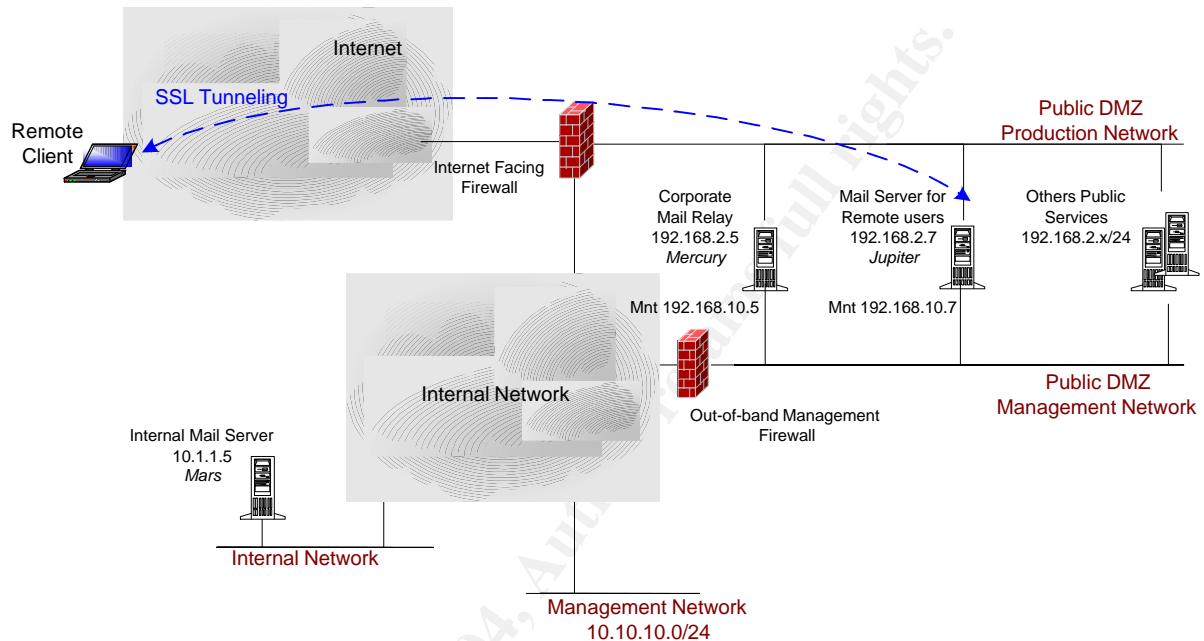 Internet
SSL Tunneling
Remote
Client
Internet Facing
Firewall
Public DMZ
Production Network
Corporate
Mail Relay
192.168.2.5
Mercury
Mail Server for
Remote users
192.168.2.7
Jupiter
Others Public
Services
192.168.2.x/24
Mnt 192.168.10.5
Mnt 192.168.10.7
Internal Network
Out-of-band Management
Firewall
Public DMZ
Management Network
Internal Mail Server
10.1.1.5
Mars
Internal Network
Management Network
10.10.10.0/24
full rights.